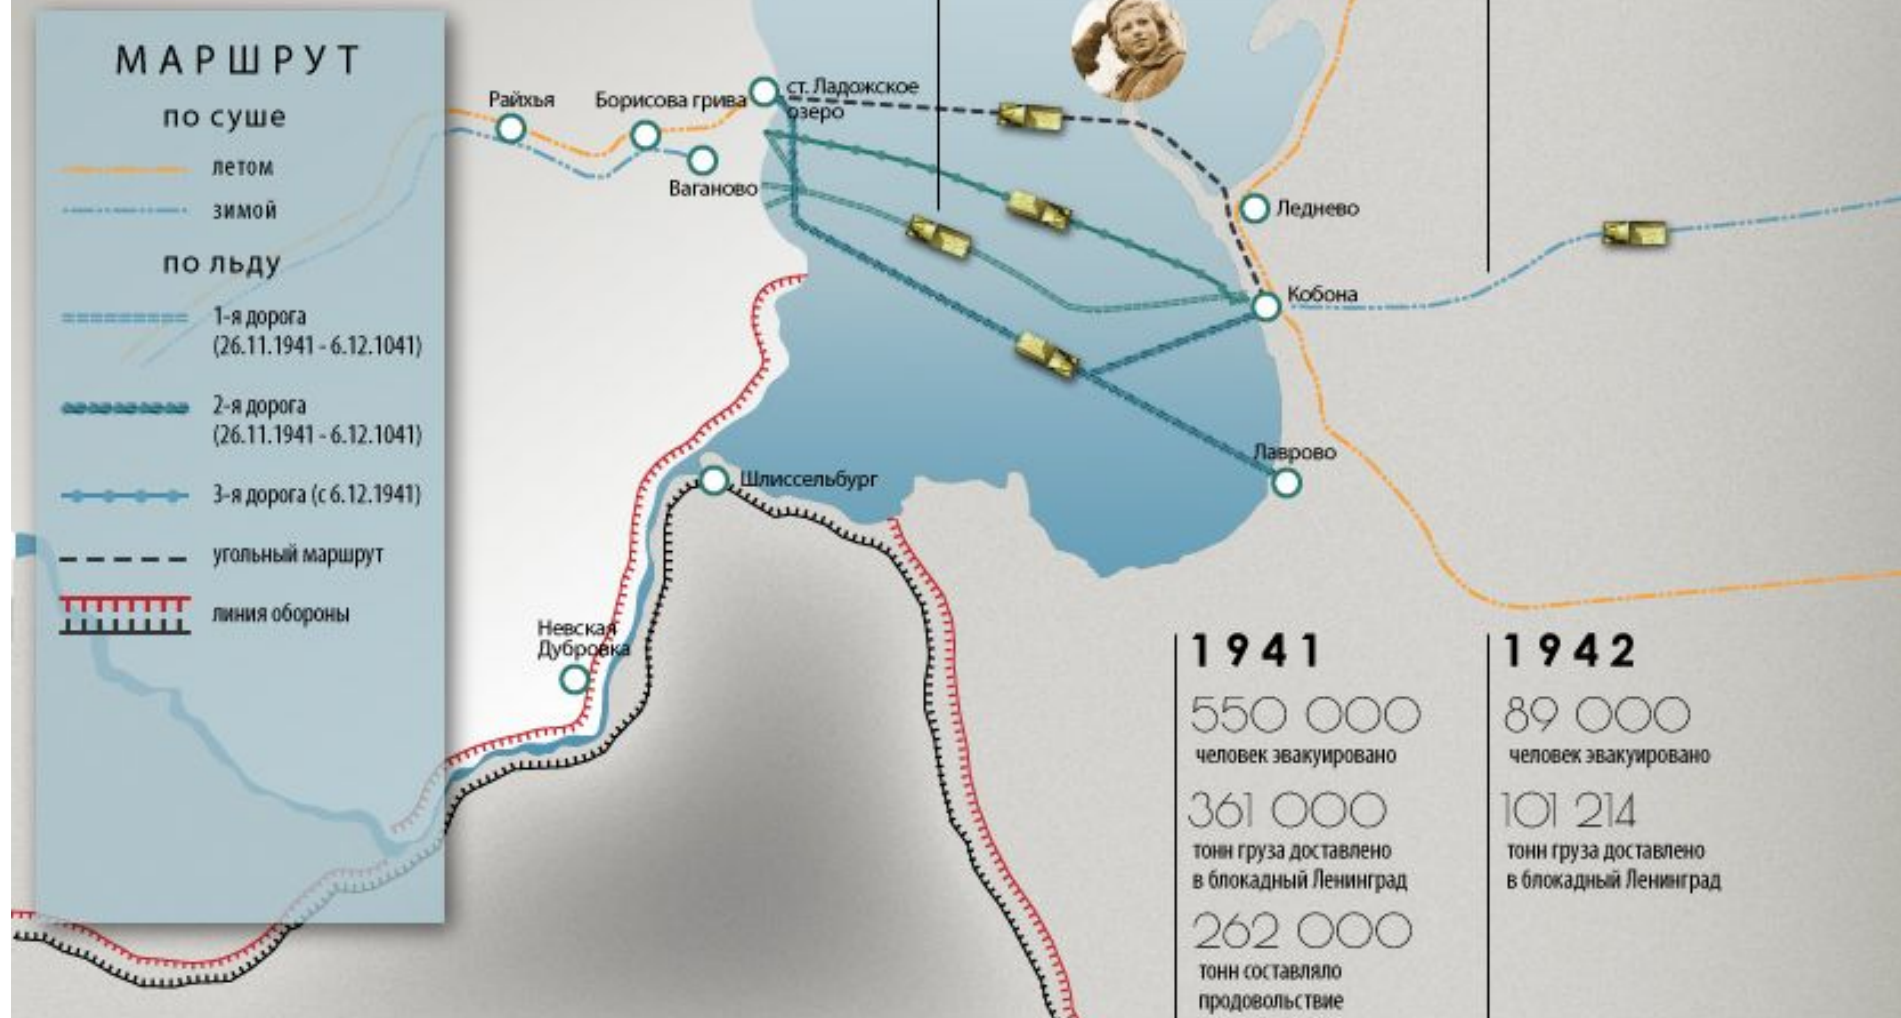 МАРШРУТ
по суше
летом
зимой
по льду
1-я дорога
(26.11.1941 - 6.12.1041)
2-я дорога
(26.11.1941 - 6.12.1041)
3-я дорога (с 6.12.1941)
угольный маршрут
линия обороны
Райхья
Борисова грива
ст. Ладожское
озеро
Ваганово
Леднево
Кобона
Лаврово
Шлиссельбург
Невская
Дубровка
1941
550 000
человек эвакуировано
361 000
тонн груза доставлено
в блокадный Ленинград
262 000
тонн составляло
продовольствие
1942
89 000
человек эвакуировано
101 214
тонн груза доставлено
в блокадный Ленинград